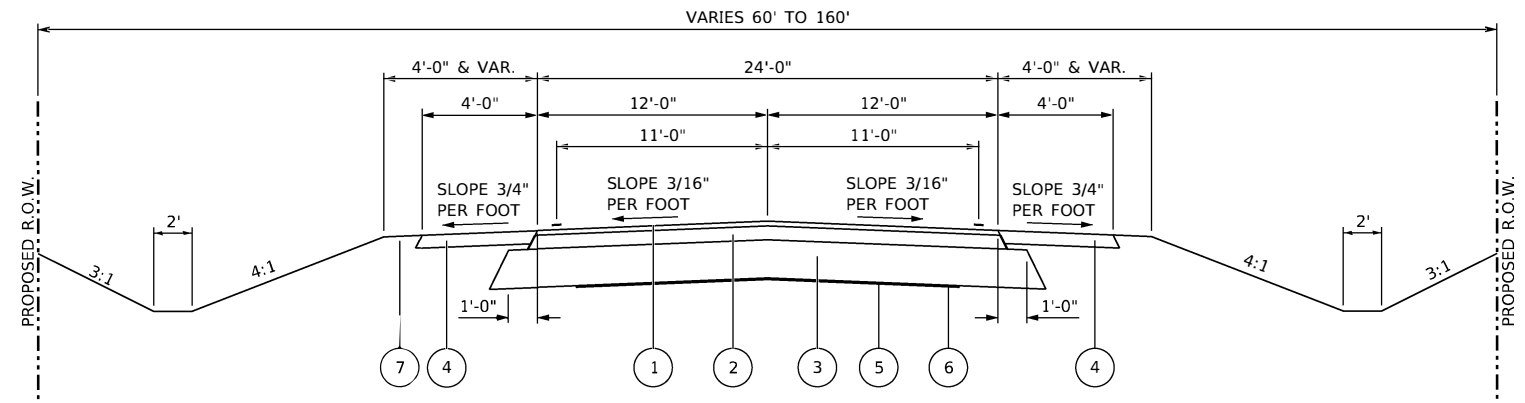 VARIES 60' TO 160'
4'-0" & VAR.
24'-0"
4'-0" & VAR.
4'-0"
12'-0"
12'-0"
4'-0"
11'-0"
11'-0"
SLOPE 3/4"
PER FOOT
SLOPE 3/16"
PER FOOT
SLOPE 3/16"
PER FOOT
SLOPE 3/4"
PER FOOT
PROPOSED R.O.W.
2'
2'
PROPOSED R.O.W.
3:1
4:1
4:1
3:1
1'-0"
1'-0"
7
4
1
2
3
5
6
4